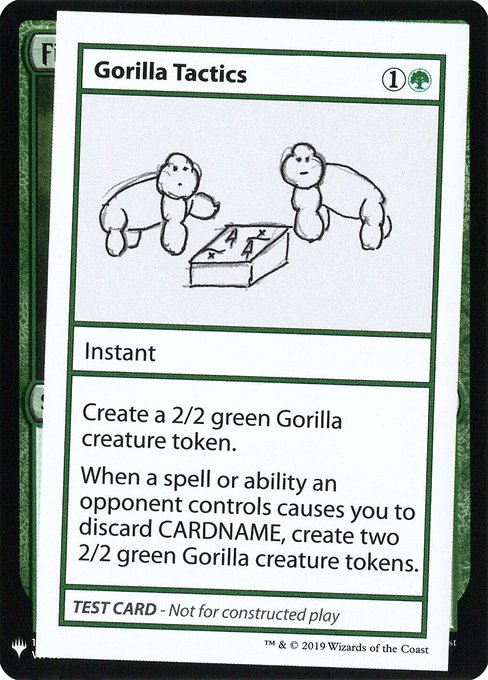 Fi
Gorilla Tactics
1
Instant
Create a 2/2 green Gorilla
creature token.
When a spell or ability an
opponent controls causes you to
discard CARDNAME, create two
2/2 green Gorilla creature tokens.
TEST CARD - Not for constructed play
™ & © 2019 Wizards of the Coast